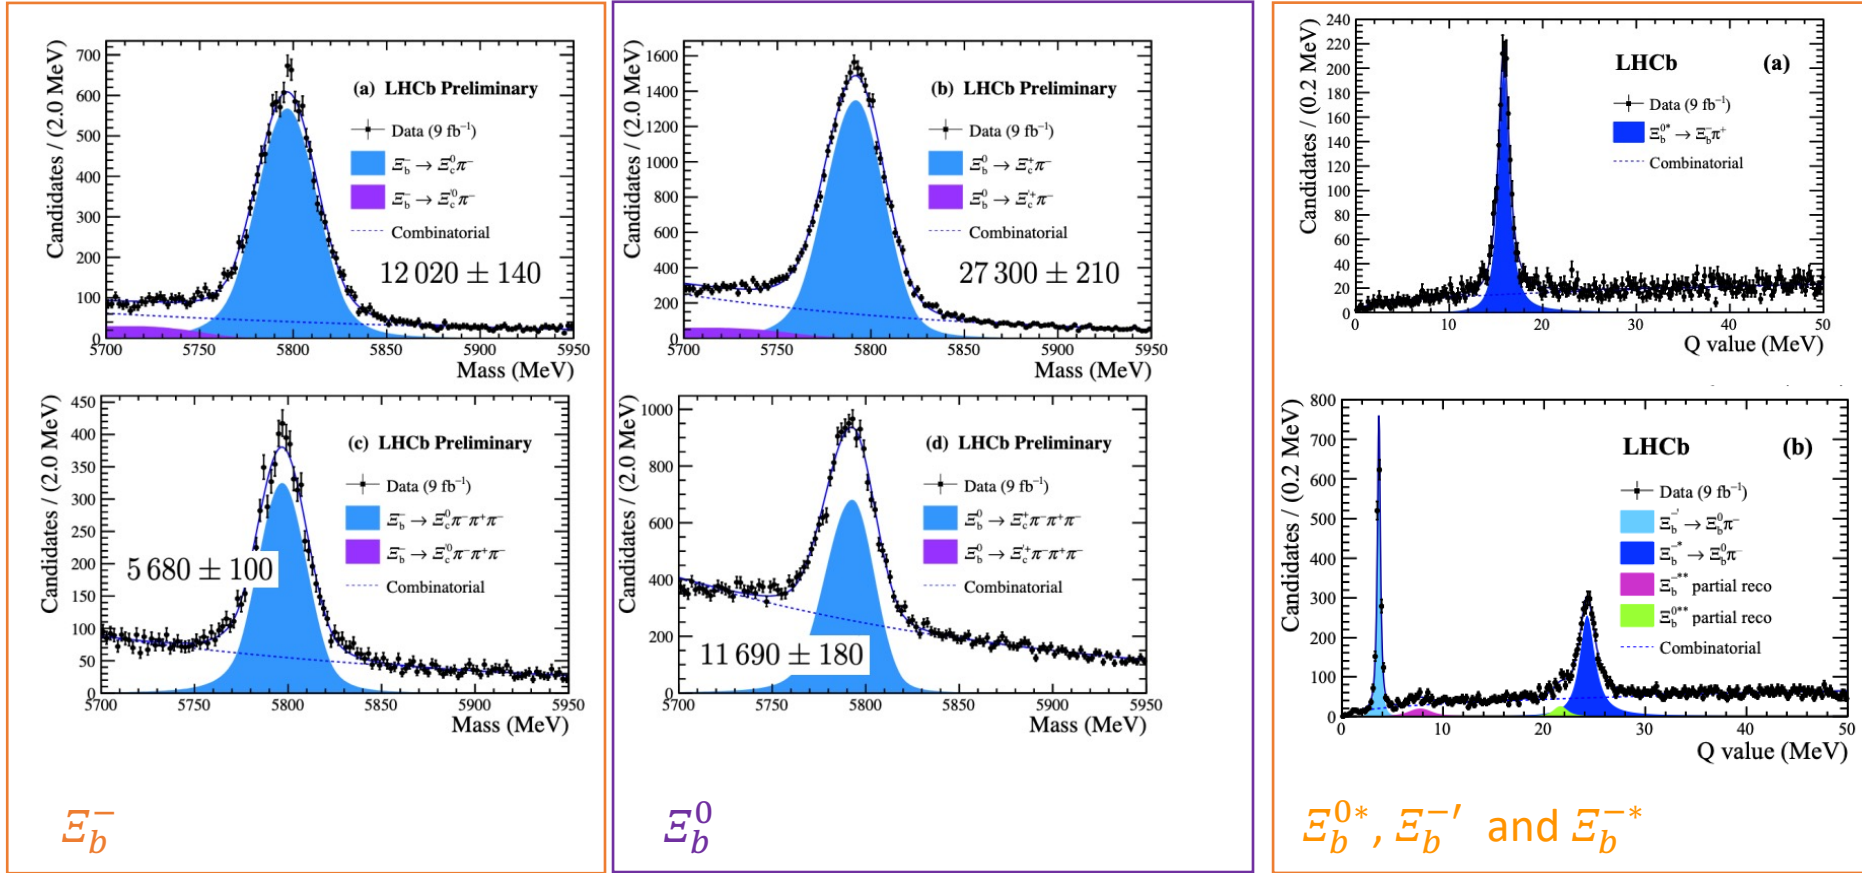 Candidates / (2.0 MeV)
700
600
500
400
300
200
100
0
5700 5750 5800 5850 5900 5950
Mass (MeV)
(a) LHCb Preliminary
Data (9 fb⁻¹)
Ξb⁻ → Ξc⁰π⁻
Ξb⁻ → Ξc′⁰π⁻
Combinatorial
12 020 ± 140
Candidates / (2.0 MeV)
450
400
350
300
250
200
150
100
50
0
5700 5750 5800 5850 5900 5950
Mass (MeV)
(c) LHCb Preliminary
Data (9 fb⁻¹)
Ξb⁻ → Ξc⁰π⁻π⁺π⁻
Ξb⁻ → Ξc′⁰π⁻π⁺π⁻
Combinatorial
5 680 ± 100
Ξb⁻
Candidates / (2.0 MeV)
1600
1400
1200
1000
800
600
400
200
0
5700 5750 5800 5850 5900 5950
Mass (MeV)
(b) LHCb Preliminary
Data (9 fb⁻¹)
Ξb⁰ → Ξc⁺π⁻
Ξb⁰ → Ξc′⁺π⁻
Combinatorial
27 300 ± 210
Candidates / (2.0 MeV)
1000
800
600
400
200
0
5700 5750 5800 5850 5900 5950
Mass (MeV)
(d) LHCb Preliminary
Data (9 fb⁻¹)
Ξb⁰ → Ξc⁺π⁻π⁺π⁻
Ξb⁰ → Ξc′⁺π⁻π⁺π⁻
Combinatorial
11 690 ± 180
Ξb⁰
Candidates / (0.2 MeV)
240
220
200
180
160
140
120
100
80
60
40
20
0
0 10 20 30 40 50
Q value (MeV)
LHCb (a)
Data (9 fb⁻¹)
Ξb⁰* → Ξb⁻π⁺
Combinatorial
Candidates / (0.2 MeV)
800
700
600
500
400
300
200
100
0
0 10 20 30 40 50
Q value (MeV)
LHCb (b)
Data (9 fb⁻¹)
Ξb⁻′ → Ξb⁰π⁻
Ξb⁻* → Ξb⁰π⁻
Ξb⁻** partial reco
Ξb⁰** partial reco
Combinatorial
Ξb⁰*, Ξb⁻′ and Ξb⁻*